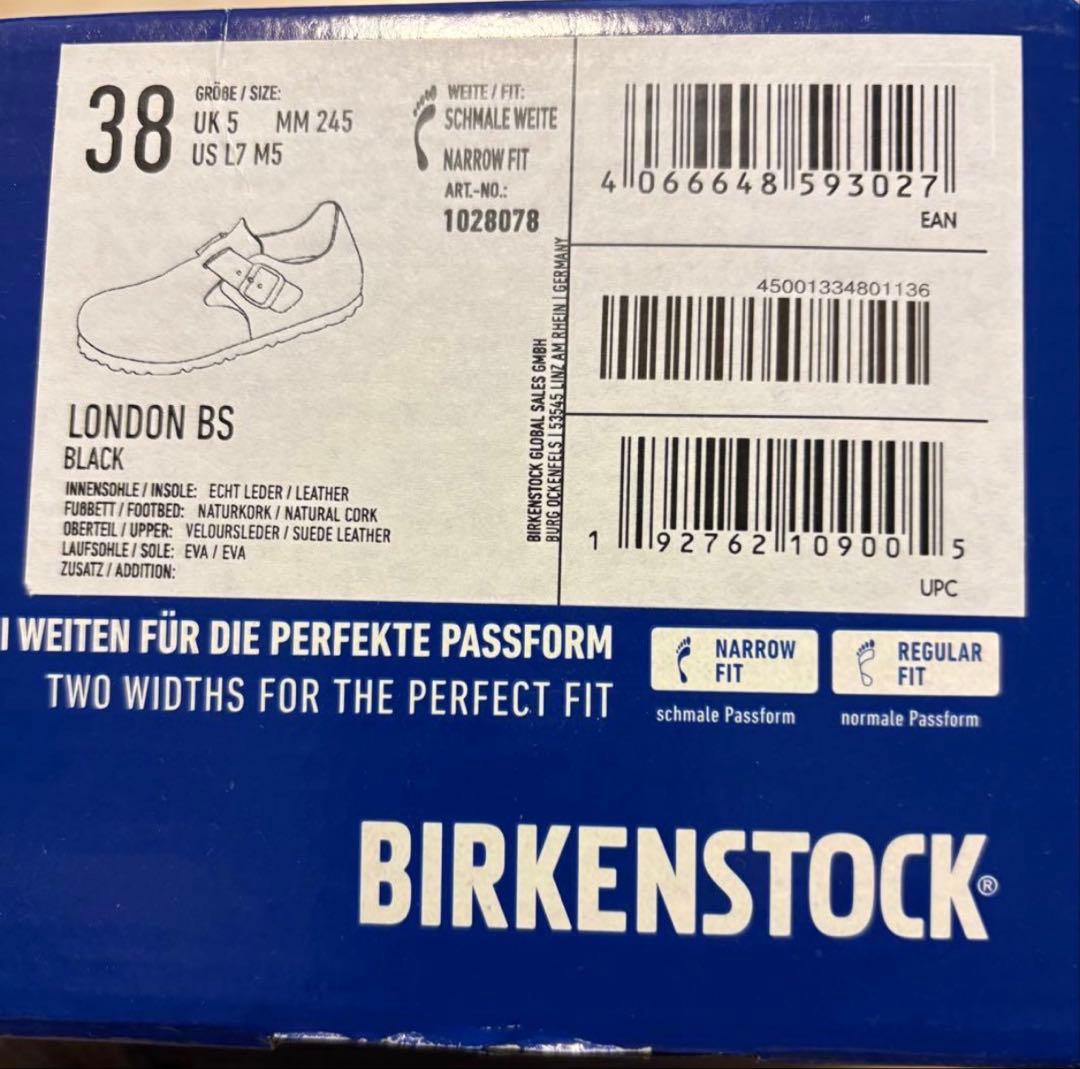 38
GRÖßE / SIZE:
UK 5 MM 245
US L7 M5
WEITE / FIT:
SCHMALE WEITE
NARROW FIT
ART.-NO.:
1028078
LONDON BS
BLACK
INNENSOHLE / INSOLE: ECHT LEDER / LEATHER
FUßBETT / FOOTBED: NATURKORK / NATURAL CORK
OBERTEIL / UPPER: VELOURSLEDER / SUEDE LEATHER
LAUFSOHLE / SOLE: EVA / EVA
ZUSATZ / ADDITION:
BIRKENSTOCK GLOBAL SALES GMBH
BURG OCKENFELS | 53545 LINZ AM RHEIN | GERMANY
4 066648 593027
EAN
45001334801136
1 92762 10900 5
UPC
I WEITEN FÜR DIE PERFEKTE PASSFORM
TWO WIDTHS FOR THE PERFECT FIT
NARROW
FIT
schmale Passform
REGULAR
FIT
normale Passform
BIRKENSTOCK®